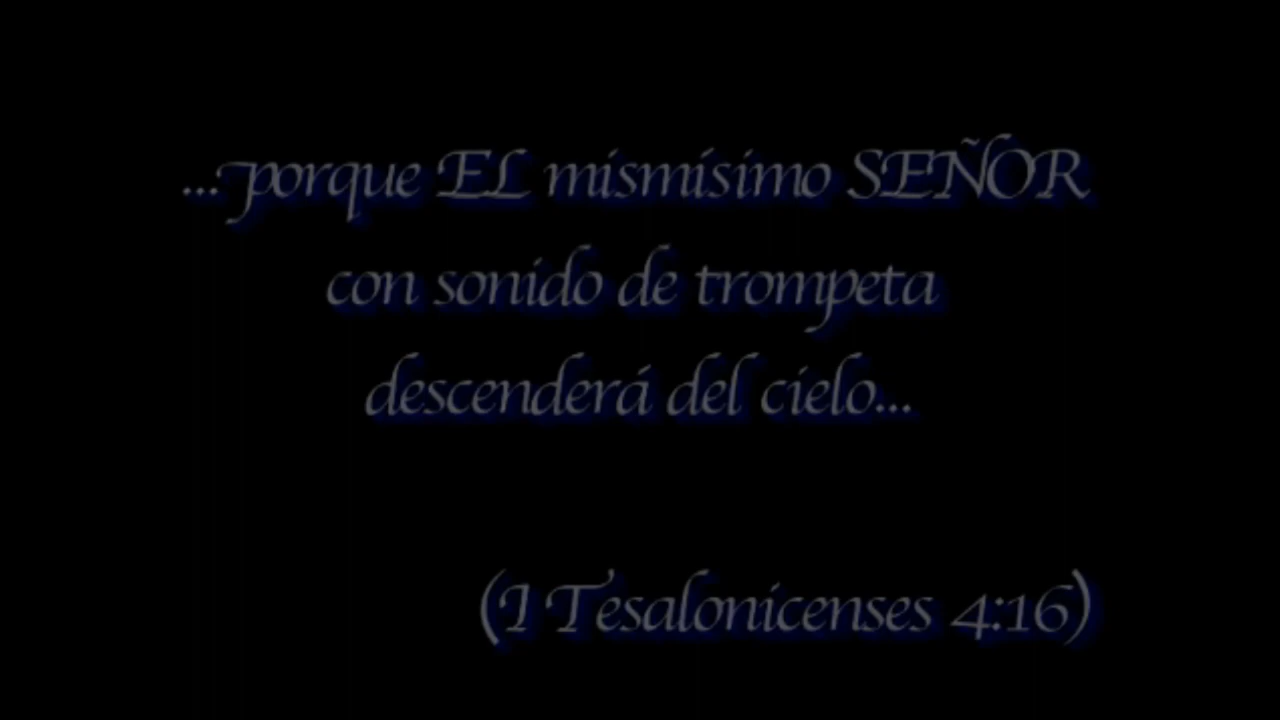 ...porque EL mismísimo SEÑOR
con sonido de trompeta
descenderá del cielo...
(I Tesalonicenses 4:16)